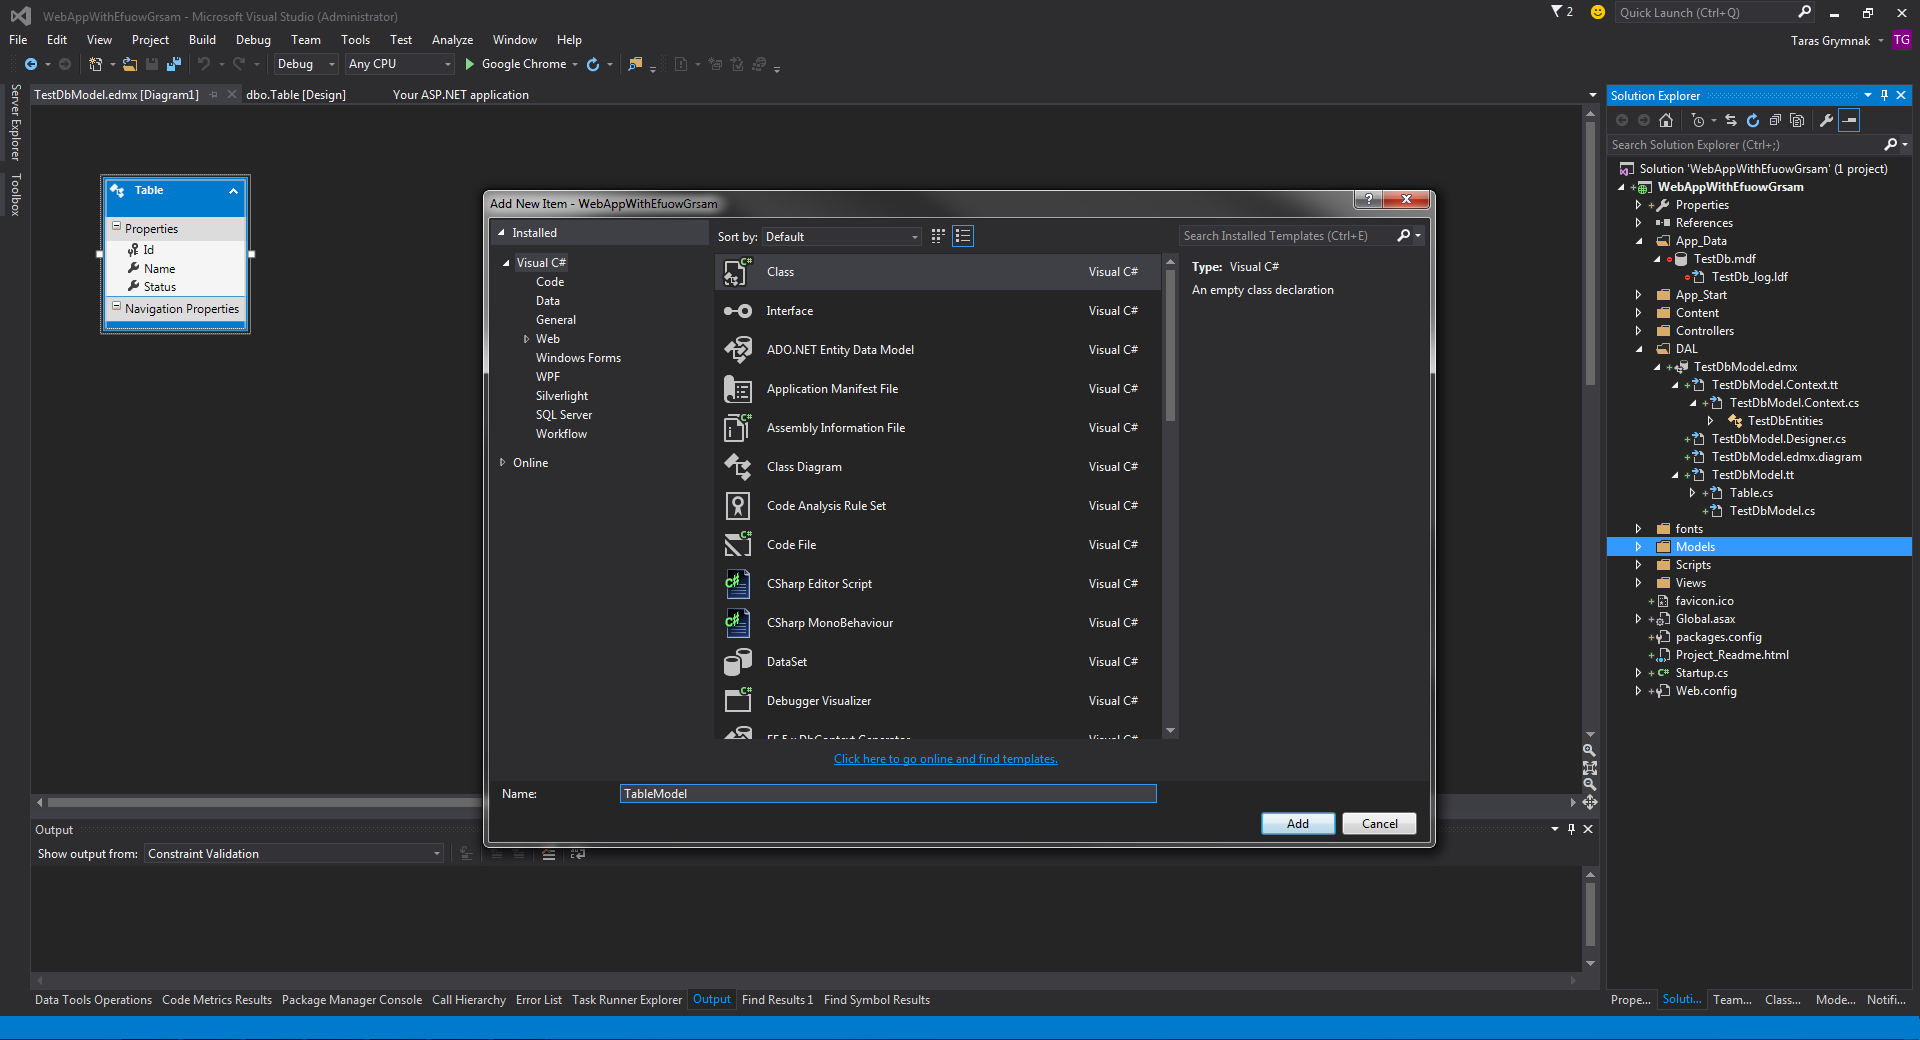 WebAppWithEfuowGrsam - Microsoft Visual Studio (Administrator)
2
Quick Launch (Ctrl+Q)
File Edit View Project Build Debug Team Tools Test Analyze Window Help
Taras Grymnak
TG
Debug
Any CPU
Google Chrome
Server Explorer
Toolbox
TestDbModel.edmx [Diagram1]
dbo.Table [Design]
Your ASP.NET application
Table
Properties
Id
Name
Status
Navigation Properties
Add New Item - WebAppWithEfuowGrsam
?
Installed
Visual C#
Code
Data
General
Web
Windows Forms
WPF
Silverlight
SQL Server
Workflow
Online
Sort by: Default
Search Installed Templates (Ctrl+E)
Class Visual C#
Interface Visual C#
ADO.NET Entity Data Model Visual C#
Application Manifest File Visual C#
Assembly Information File Visual C#
Class Diagram Visual C#
Code Analysis Rule Set Visual C#
Code File Visual C#
CSharp Editor Script Visual C#
CSharp MonoBehaviour Visual C#
DataSet Visual C#
Debugger Visualizer Visual C#
EF 5.x DbContext Generator Visual C#
Type: Visual C#
An empty class declaration
Click here to go online and find templates.
Name: TableModel
Add
Cancel
Output
Show output from: Constraint Validation
Data Tools Operations Code Metrics Results Package Manager Console Call Hierarchy Error List Task Runner Explorer Output Find Results 1 Find Symbol Results
Solution Explorer
Search Solution Explorer (Ctrl+;)
Solution 'WebAppWithEfuowGrsam' (1 project)
WebAppWithEfuowGrsam
Properties
References
App_Data
TestDb.mdf
TestDb_log.ldf
App_Start
Content
Controllers
DAL
TestDbModel.edmx
TestDbModel.Context.tt
TestDbModel.Context.cs
TestDbEntities
TestDbModel.Designer.cs
TestDbModel.edmx.diagram
TestDbModel.tt
Table.cs
TestDbModel.cs
fonts
Models
Scripts
Views
favicon.ico
Global.asax
packages.config
Project_Readme.html
Startup.cs
Web.config
Prope... Soluti... Team... Class... Mode... Notifi...